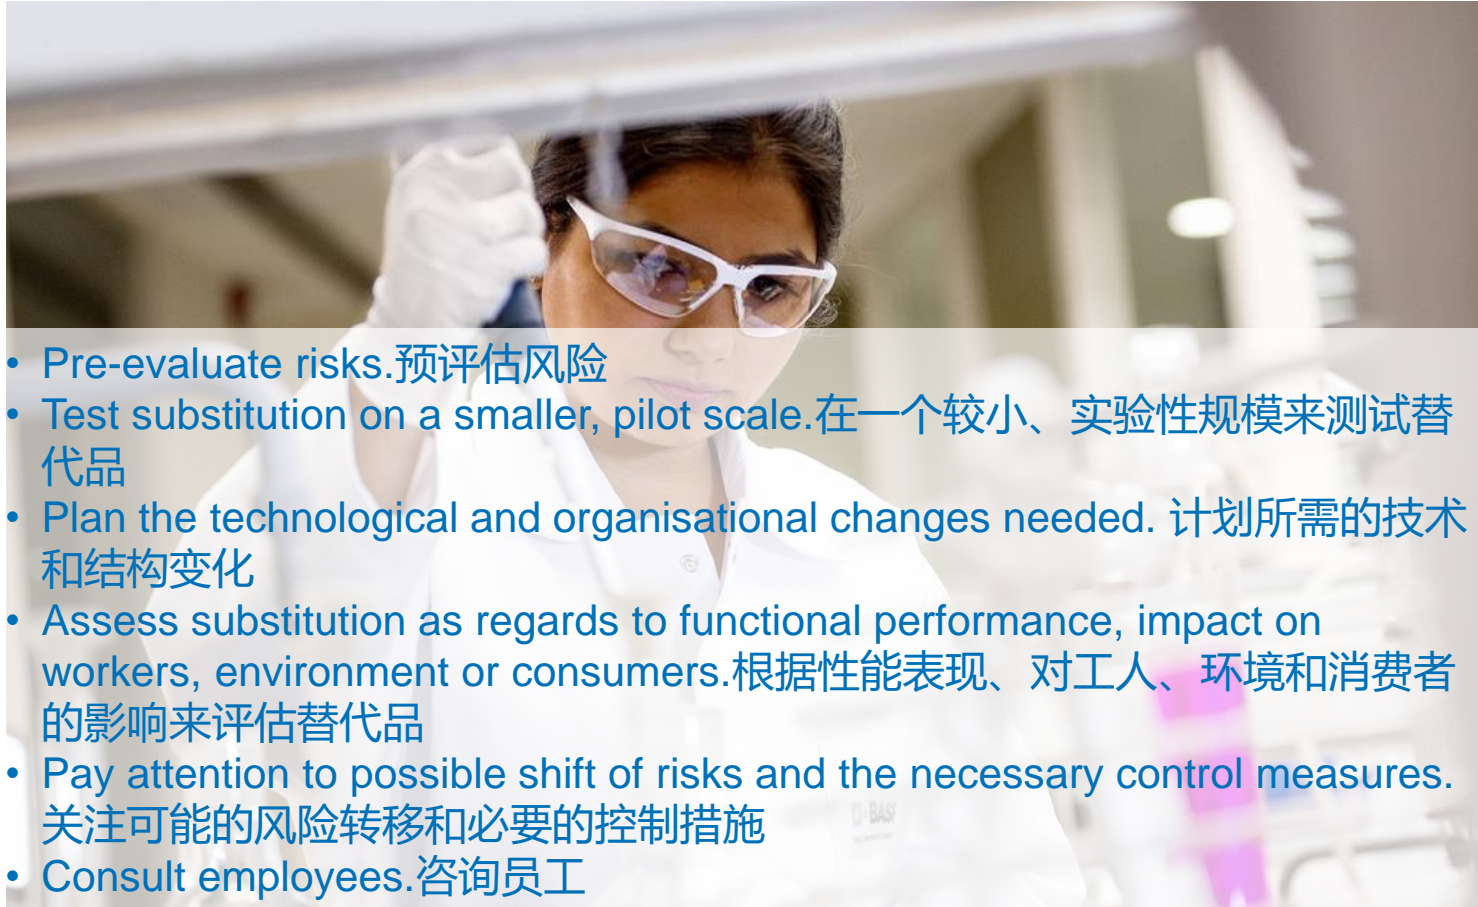 • Pre-evaluate risks.预评估风险
• Test substitution on a smaller, pilot scale.在一个较小、实验性规模来测试替
代品
• Plan the technological and organisational changes needed. 计划所需的技术
和结构变化
• Assess substitution as regards to functional performance, impact on
workers, environment or consumers.根据性能表现、对工人、环境和消费者
的影响来评估替代品
• Pay attention to possible shift of risks and the necessary control measures.
关注可能的风险转移和必要的控制措施
• Consult employees.咨询员工